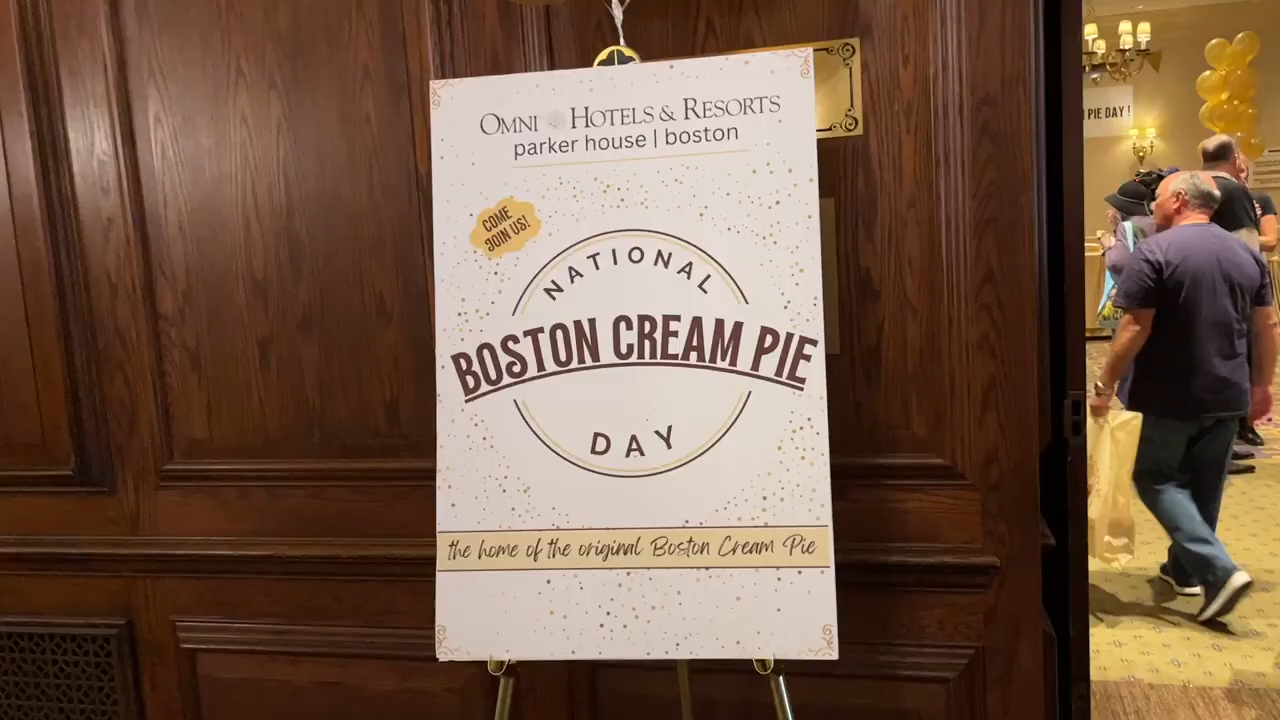 OMNI HOTELS & RESORTS
parker house | boston
COME
JOIN US!
NATIONAL
BOSTON CREAM PIE
DAY
the home of the original Boston Cream Pie
PIE DAY !